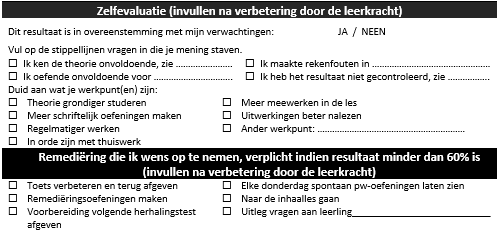 Zelfevaluatie (invullen na verbetering door de leerkracht)
Dit resultaat is in overeenstemming met mijn verwachtingen: JA / NEEN
Vul op de stippellijnen vragen in die je mening staven.
☐ Ik ken de theorie onvoldoende, zie ........................ ☐ Ik maakte rekenfouten in ...............................................
☐ Ik oefende onvoldoende voor ............................... ☐ Ik heb het resultaat niet gecontroleerd, zie .................
Duid aan wat je werkpunt(en) zijn:
☐ Theorie grondiger studeren ☐ Meer meewerken in de les
☐ Meer schriftelijk oefeningen maken ☐ Uitwerkingen beter nalezen
☐ Regelmatiger werken ☐ Ander werkpunt: ..........................................................
☐ In orde zijn met thuiswerk
Remediëring die ik wens op te nemen, verplicht indien resultaat minder dan 60% is
(invullen na verbetering door de leerkracht)
☐ Toets verbeteren en terug afgeven ☐ Elke donderdag spontaan pw-oefeningen laten zien
☐ Remediëringsoefeningen maken ☐ Naar de inhaalles gaan
☐ Voorbereiding volgende herhalingstest ☐ Uitleg vragen aan leerling____________________________
afgeven